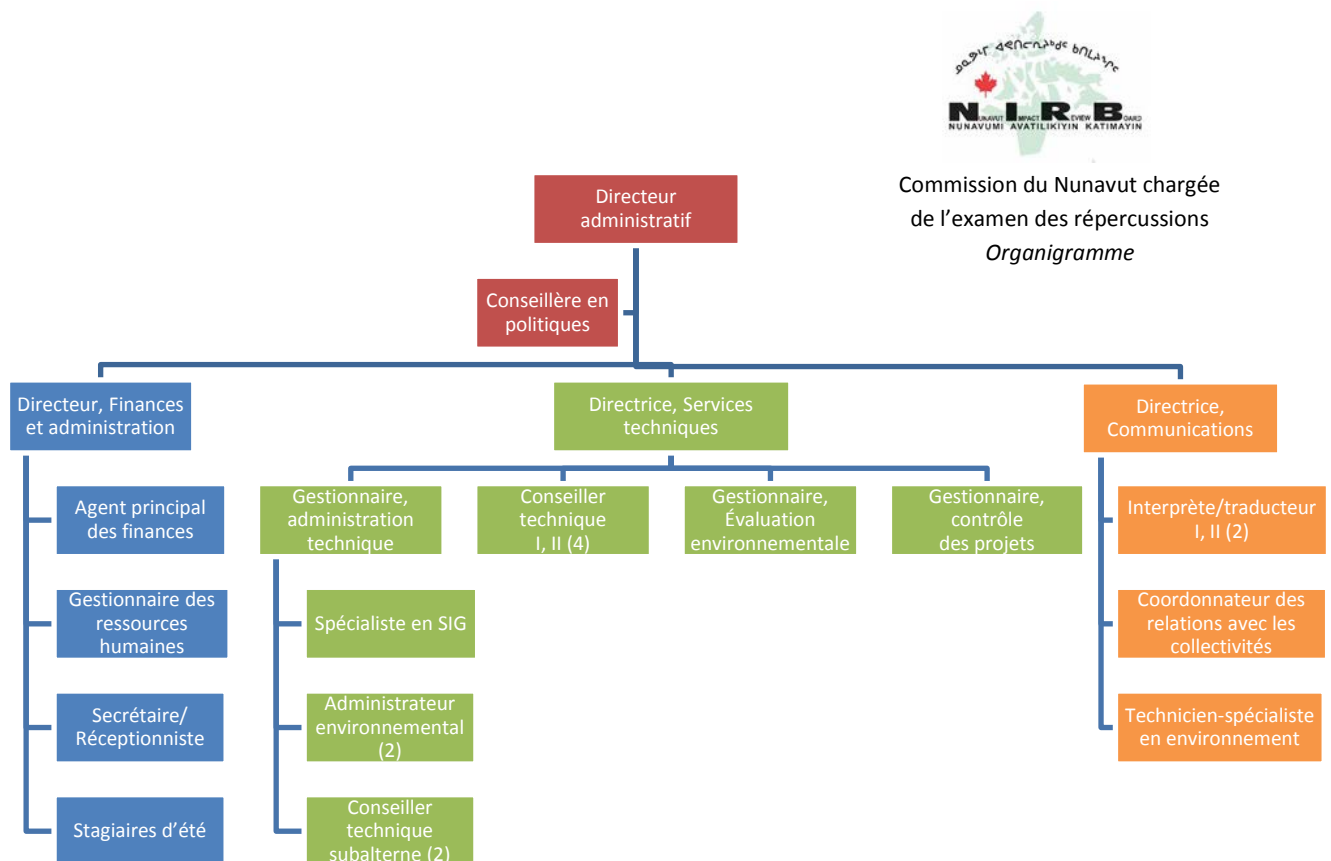 NUNAVUT IMPACT REVIEW BOARD
NUNAVUMI AVATILIKIYIN KATIMAYIN
Commission du Nunavut chargée
de l’examen des répercussions
Organigramme
Directeur
administratif
Conseillère en
politiques
Directeur, Finances
et administration
Directrice, Services
techniques
Directrice,
Communications
Agent principal
des finances
Gestionnaire des
ressources
humaines
Secrétaire/
Réceptionniste
Stagiaires d’été
Gestionnaire,
administration
technique
Conseiller
technique
I, II (4)
Gestionnaire,
Évaluation
environnementale
Gestionnaire,
contrôle
des projets
Spécialiste en SIG
Administrateur
environnemental
(2)
Conseiller
technique
subalterne (2)
Interprète/traducteur
I, II (2)
Coordonnateur des
relations avec les
collectivités
Technicien-spécialiste
en environnement